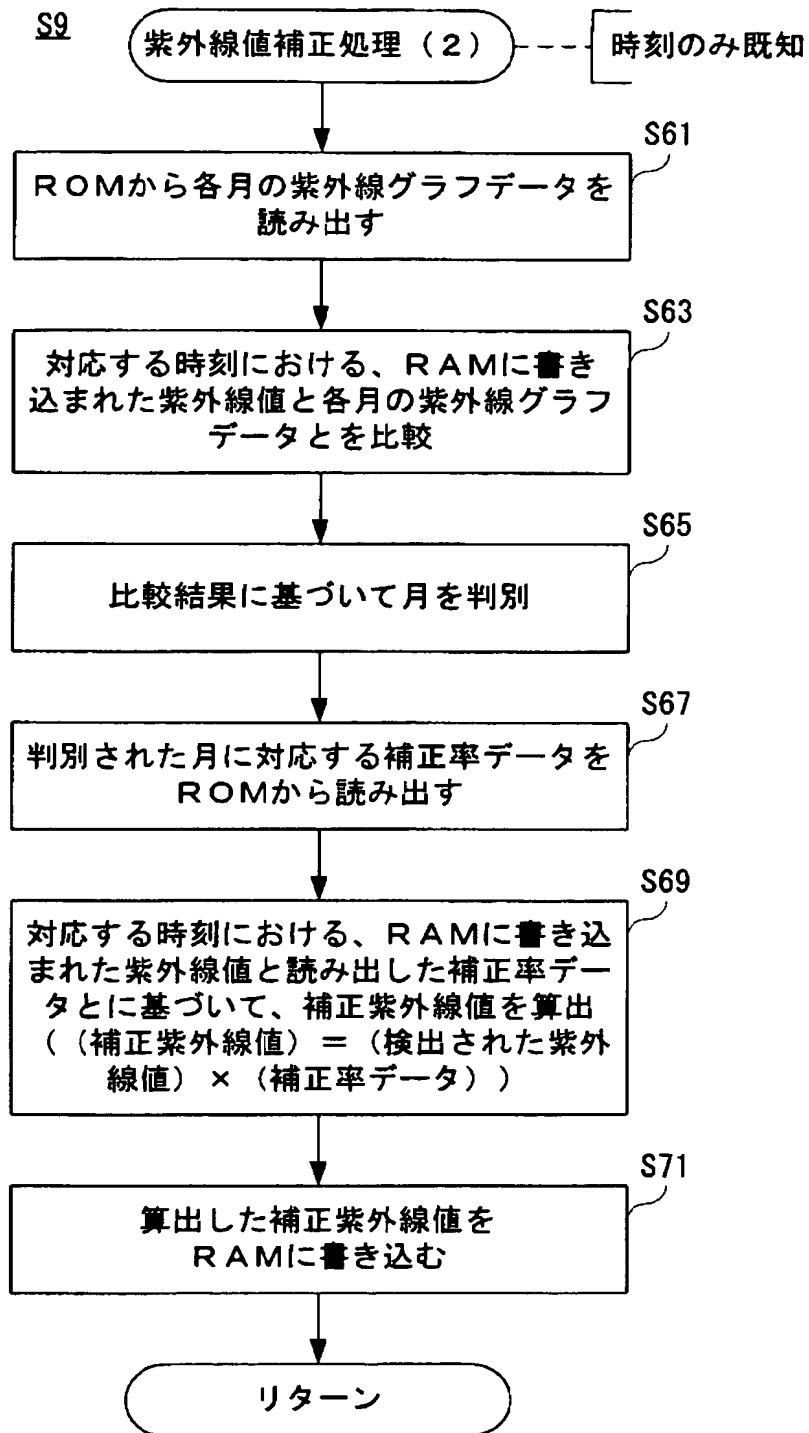 S9
紫外線値補正処理(2)
時刻のみ既知
S61
ROMから各月の紫外線グラフデータを
読み出す
S63
対応する時刻における、RAMに書き
込まれた紫外線値と各月の紫外線グラフ
データとを比較
S65
比較結果に基づいて月を判別
S67
判別された月に対応する補正率データを
ROMから読み出す
S69
対応する時刻における、RAMに書き込
まれた紫外線値と読み出した補正率デー
タとに基づいて、補正紫外線値を算出
((補正紫外線値)=(検出された紫外
線値)×(補正率データ))
S71
算出した補正紫外線値を
RAMに書き込む
リターン